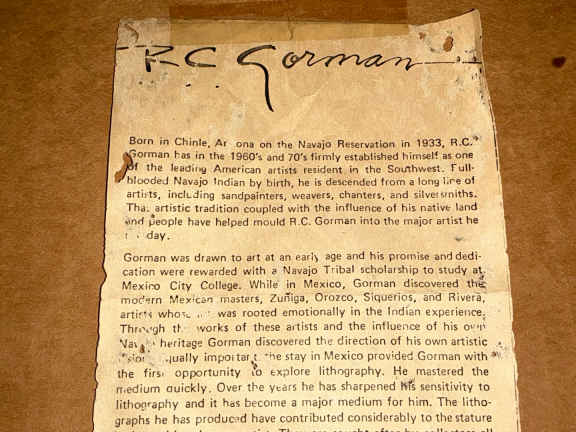 R.C. Gorman
Born in Chinle, Ar ona on the Navajo Reservation in 1933, R.C.
Gorman has in the 1960's and 70's firmly established himself as one
of the leading American artists resident in the Southwest. Full-
blooded Navajo Indian by birth, he is descended from a long line of
artists, including sandpainters, weavers, chanters, and silversmiths.
That artistic tradition coupled with the influence of his native land
and people have helped mould R.C. Gorman into the major artist he
day.
Gorman was drawn to art at an early age and his promise and dedi-
cation were rewarded with a Navajo Tribal scholarship to study at
Mexico City College. While in Mexico, Gorman discovered the
modern Mexican masters, Zuñiga, Orozco, Siquerios, and Rivera,
artists whose was rooted emotionally in the Indian experience.
Through the works of these artists and the influence of his own
heritage Gorman discovered the direction of his own artistic
qually important, the stay in Mexico provided Gorman with
the first opportunity to explore lithography. He mastered the
medium quickly. Over the years he has sharpened his sensitivity to
lithography and it has become a major medium for him. The litho-
graphs he has produced have contributed considerably to the stature